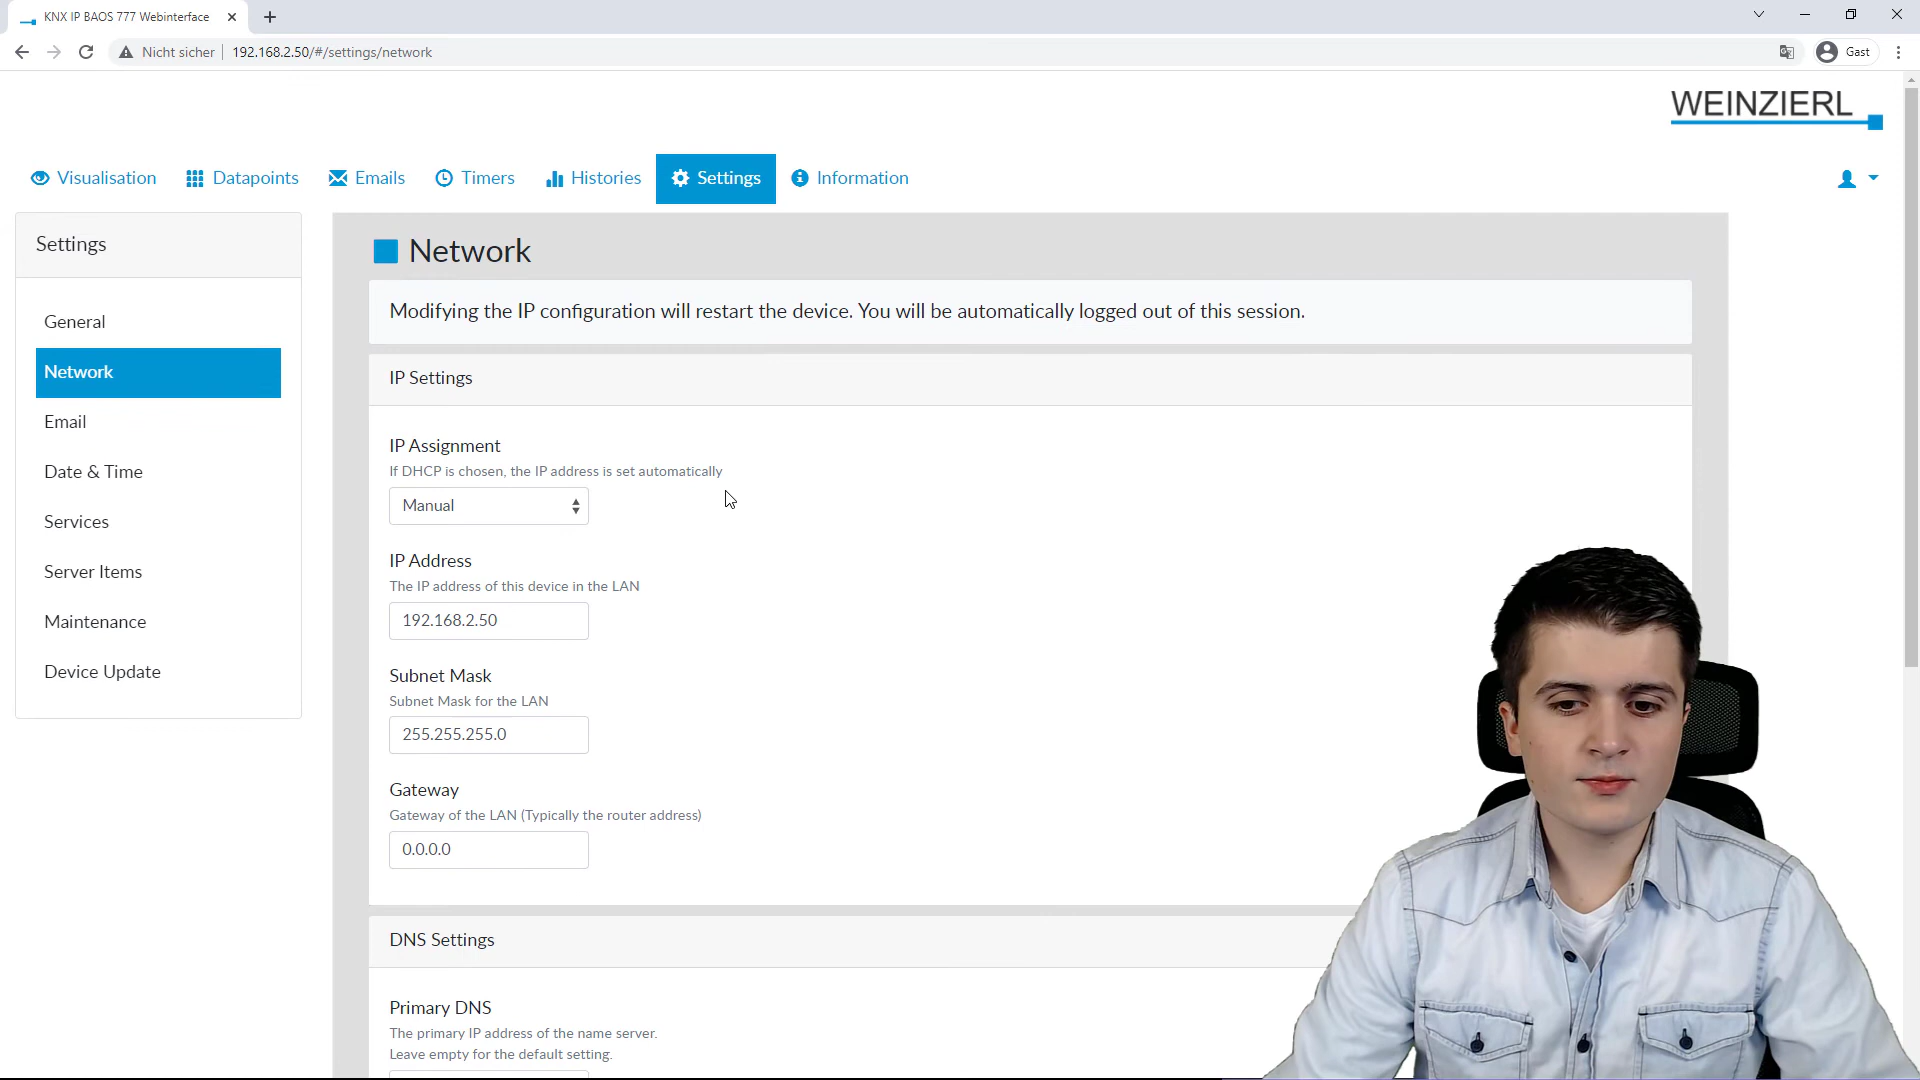 KNX IP BAOS 777 Webinterface
Nicht sicher
192.168.2.50/#/settings/network
Gast
WEINZIERL
Visualisation
Datapoints
Emails
Timers
Histories
Settings
Information
Settings
General
Network
Email
Date & Time
Services
Server Items
Maintenance
Device Update
Network
Modifying the IP configuration will restart the device. You will be automatically logged out of this session.
IP Settings
IP Assignment
If DHCP is chosen, the IP address is set automatically
Manual
IP Address
The IP address of this device in the LAN
192.168.2.50
Subnet Mask
Subnet Mask for the LAN
255.255.255.0
Gateway
Gateway of the LAN (Typically the router address)
0.0.0.0
DNS Settings
Primary DNS
The primary IP address of the name server.
Leave empty for the default setting.